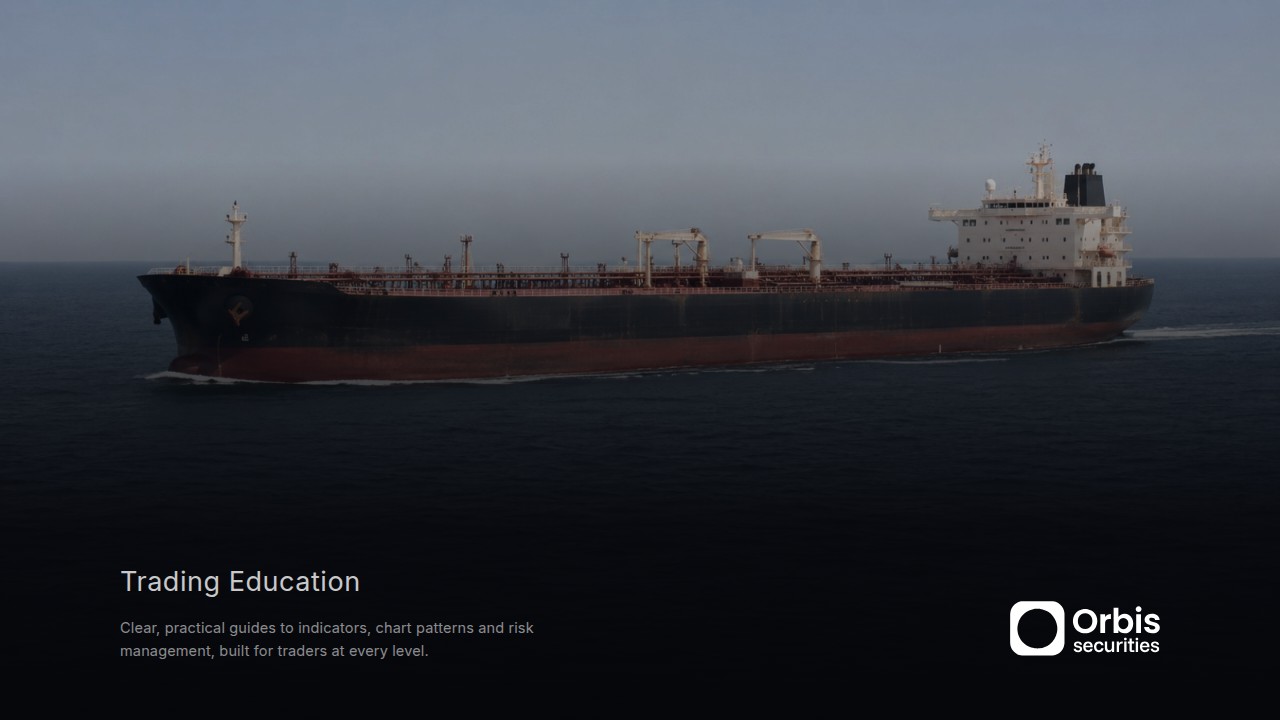 Trading Education
Clear, practical guides to indicators, chart patterns and risk
management, built for traders at every level.
Orbis
securities